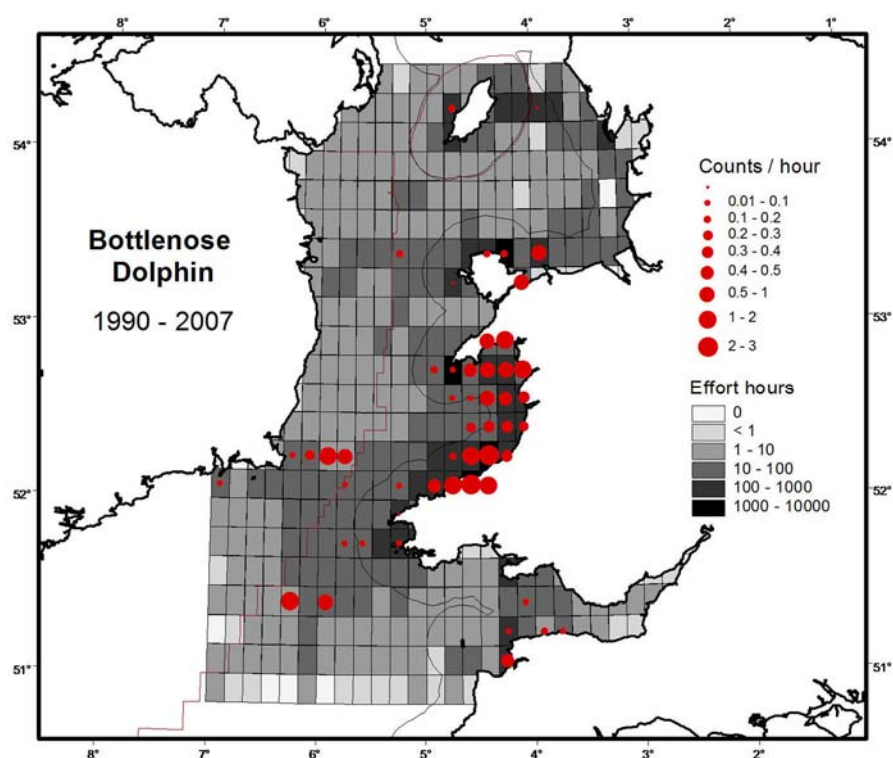 8° 7° 6° 5° 4° 3° 2° 1°
54° 54°
53° 53°
52° 52°
51° 51°
8° 7° 6° 5° 4° 3° 2°
Bottlenose
Dolphin
1990 - 2007
Counts / hour
0.01 - 0.1
0.1 - 0.2
0.2 - 0.3
0.3 - 0.4
0.4 - 0.5
0.5 - 1
1 - 2
2 - 3
Effort hours
0
< 1
1 - 10
10 - 100
100 - 1000
1000 - 10000